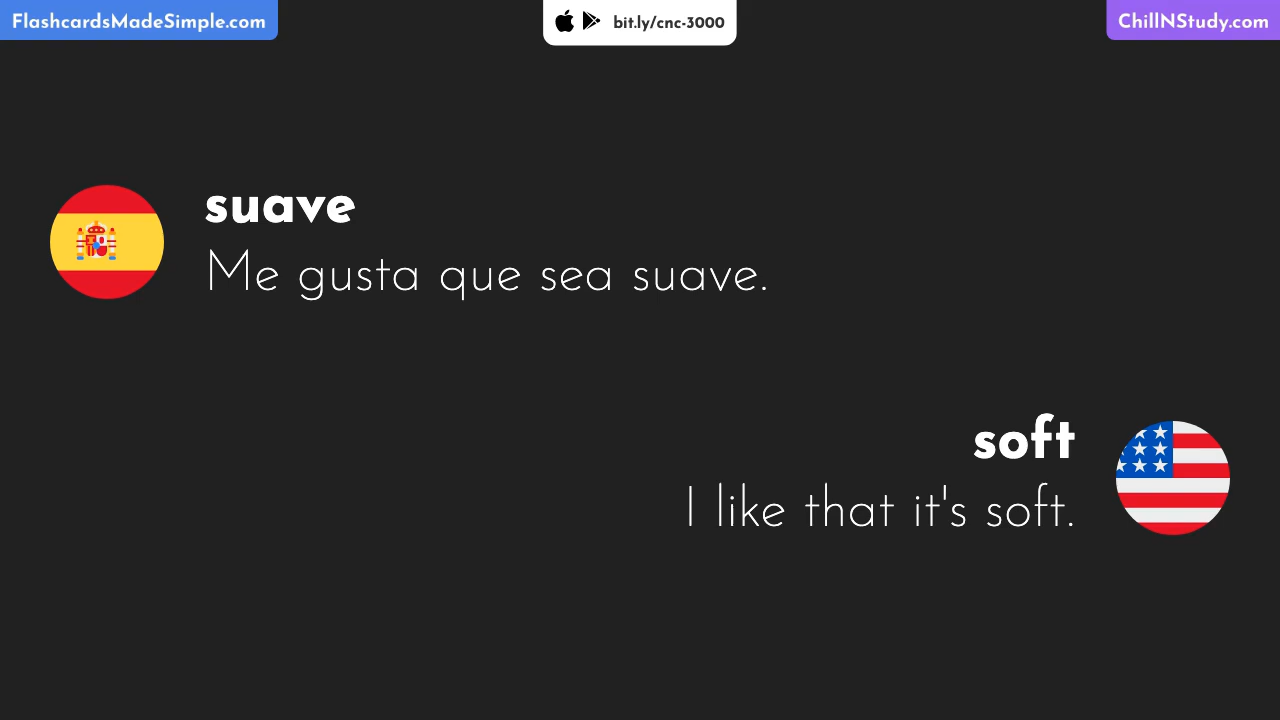 FlashcardsMadeSimple.com
bit.ly/cnc-3000
ChillNStudy.com
suave
Me gusta que sea suave.
soft
I like that it's soft.